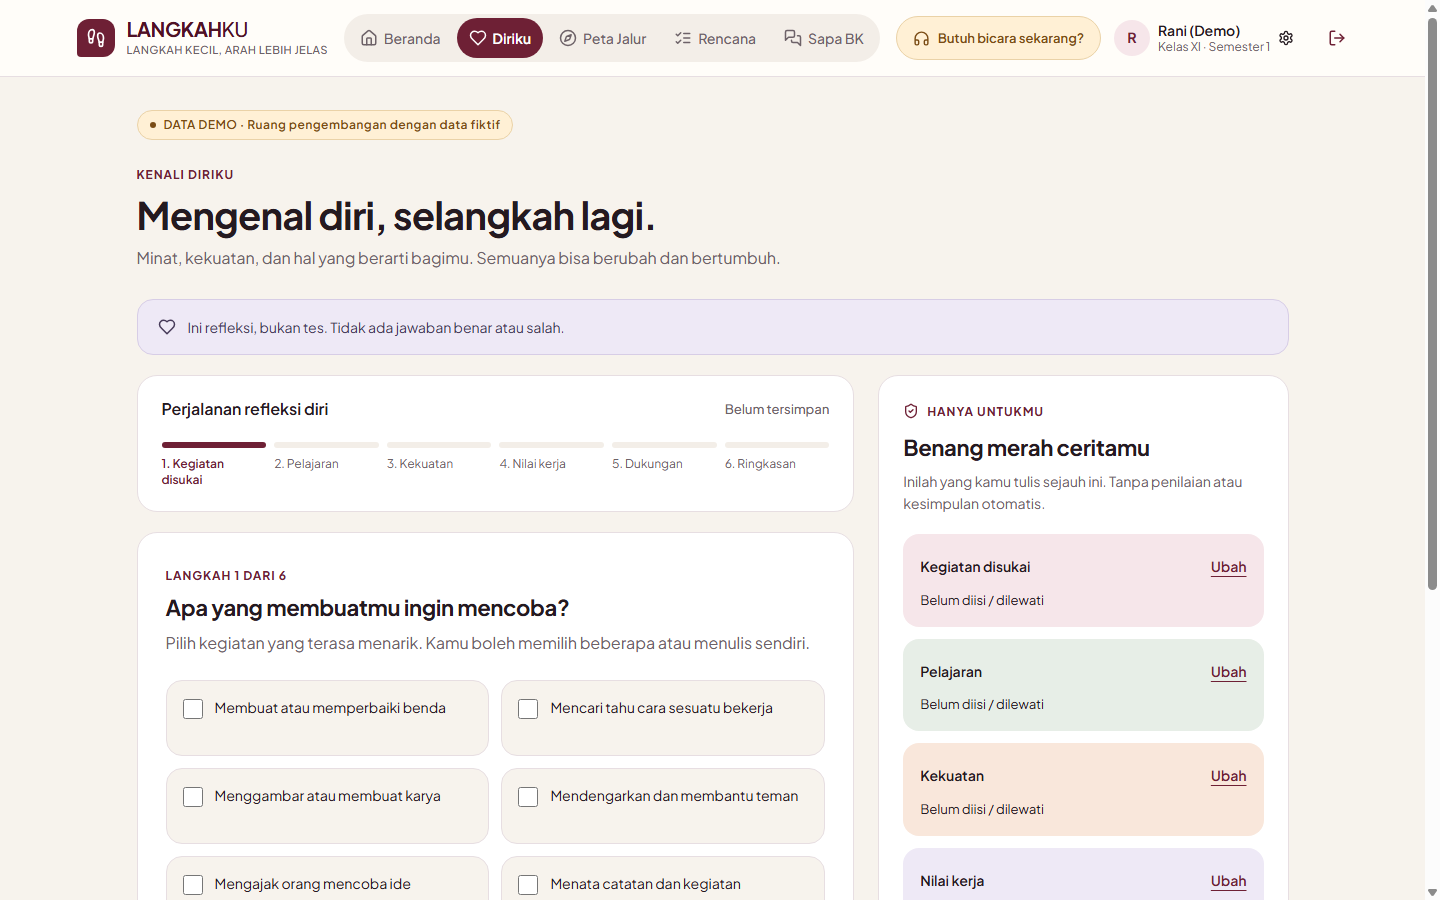 LANGKAHKU
LANGKAH KECIL, ARAH LEBIH JELAS
Beranda
Diriku
Peta Jalur
Rencana
Sapa BK
Butuh bicara sekarang?
R
Rani (Demo)
Kelas XI · Semester 1
DATA DEMO · Ruang pengembangan dengan data fiktif
KENALI DIRIKU
Mengenal diri, selangkah lagi.
Minat, kekuatan, dan hal yang berarti bagimu. Semuanya bisa berubah dan bertumbuh.
Ini refleksi, bukan tes. Tidak ada jawaban benar atau salah.
Perjalanan refleksi diri
Belum tersimpan
1. Kegiatan
disukai
2. Pelajaran
3. Kekuatan
4. Nilai kerja
5. Dukungan
6. Ringkasan
LANGKAH 1 DARI 6
Apa yang membuatmu ingin mencoba?
Pilih kegiatan yang terasa menarik. Kamu boleh memilih beberapa atau menulis sendiri.
Membuat atau memperbaiki benda
Mencari tahu cara sesuatu bekerja
Menggambar atau membuat karya
Mendengarkan dan membantu teman
Mengajak orang mencoba ide
Menata catatan dan kegiatan
HANYA UNTUKMU
Benang merah ceritamu
Inilah yang kamu tulis sejauh ini. Tanpa penilaian atau
kesimpulan otomatis.
Kegiatan disukai
Ubah
Belum diisi / dilewati
Pelajaran
Ubah
Belum diisi / dilewati
Kekuatan
Ubah
Belum diisi / dilewati
Nilai kerja
Ubah